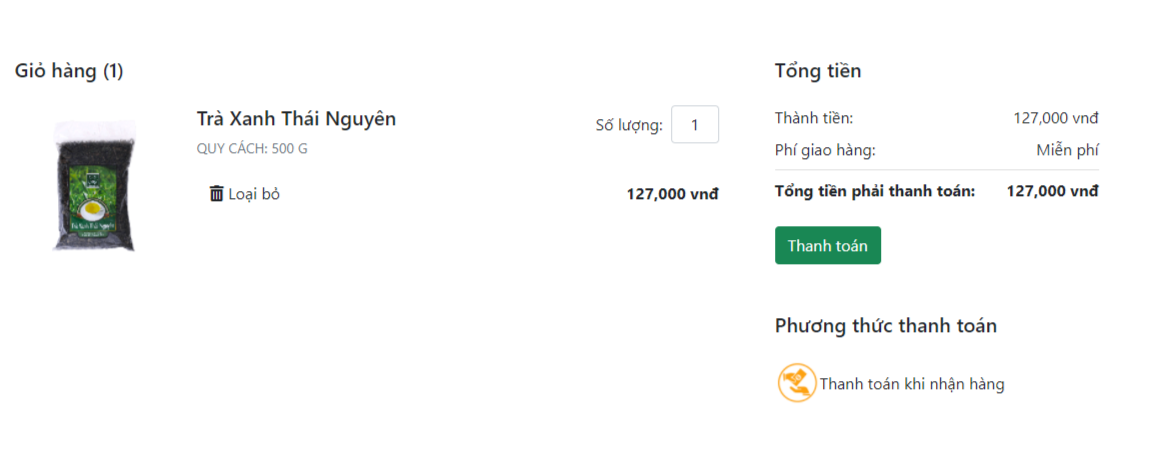 Giỏ hàng (1)
Trà Xanh Thái Nguyên
Số lượng: 1
QUY CÁCH: 500 G
Loại bỏ
127,000 vnđ
Tổng tiền
Thành tiền: 127,000 vnđ
Phí giao hàng: Miễn phí
Tổng tiền phải thanh toán: 127,000 vnđ
Thanh toán
Phương thức thanh toán
Thanh toán khi nhận hàng